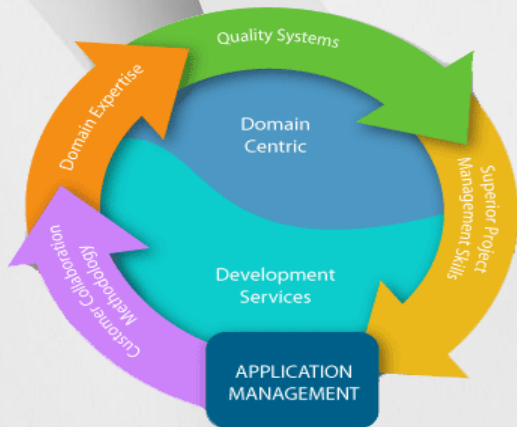 Quality Systems
Domain Expertise
Domain
Centric
Superior Project
Management Skills
Customer Collaboration
Methodology
Development
Services
APPLICATION
MANAGEMENT